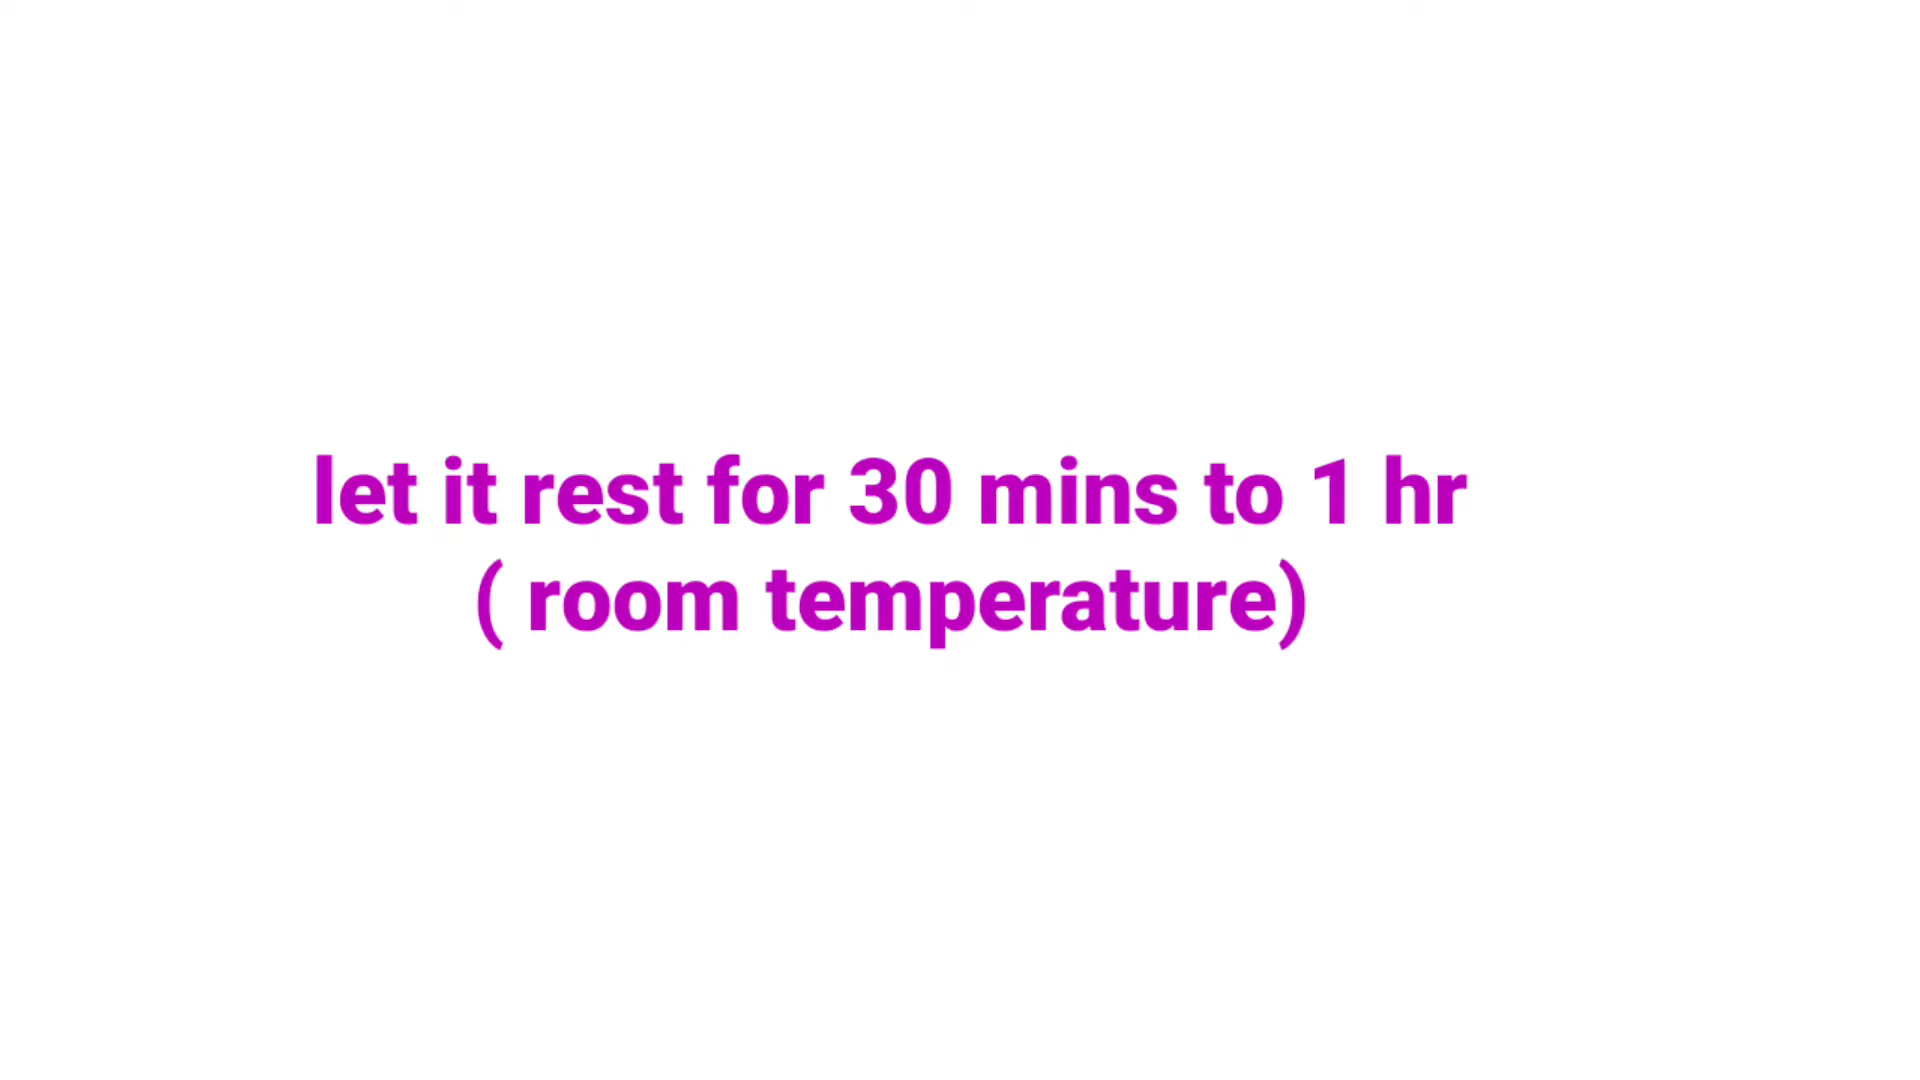 let it rest for 30 mins to 1 hr
( room temperature)